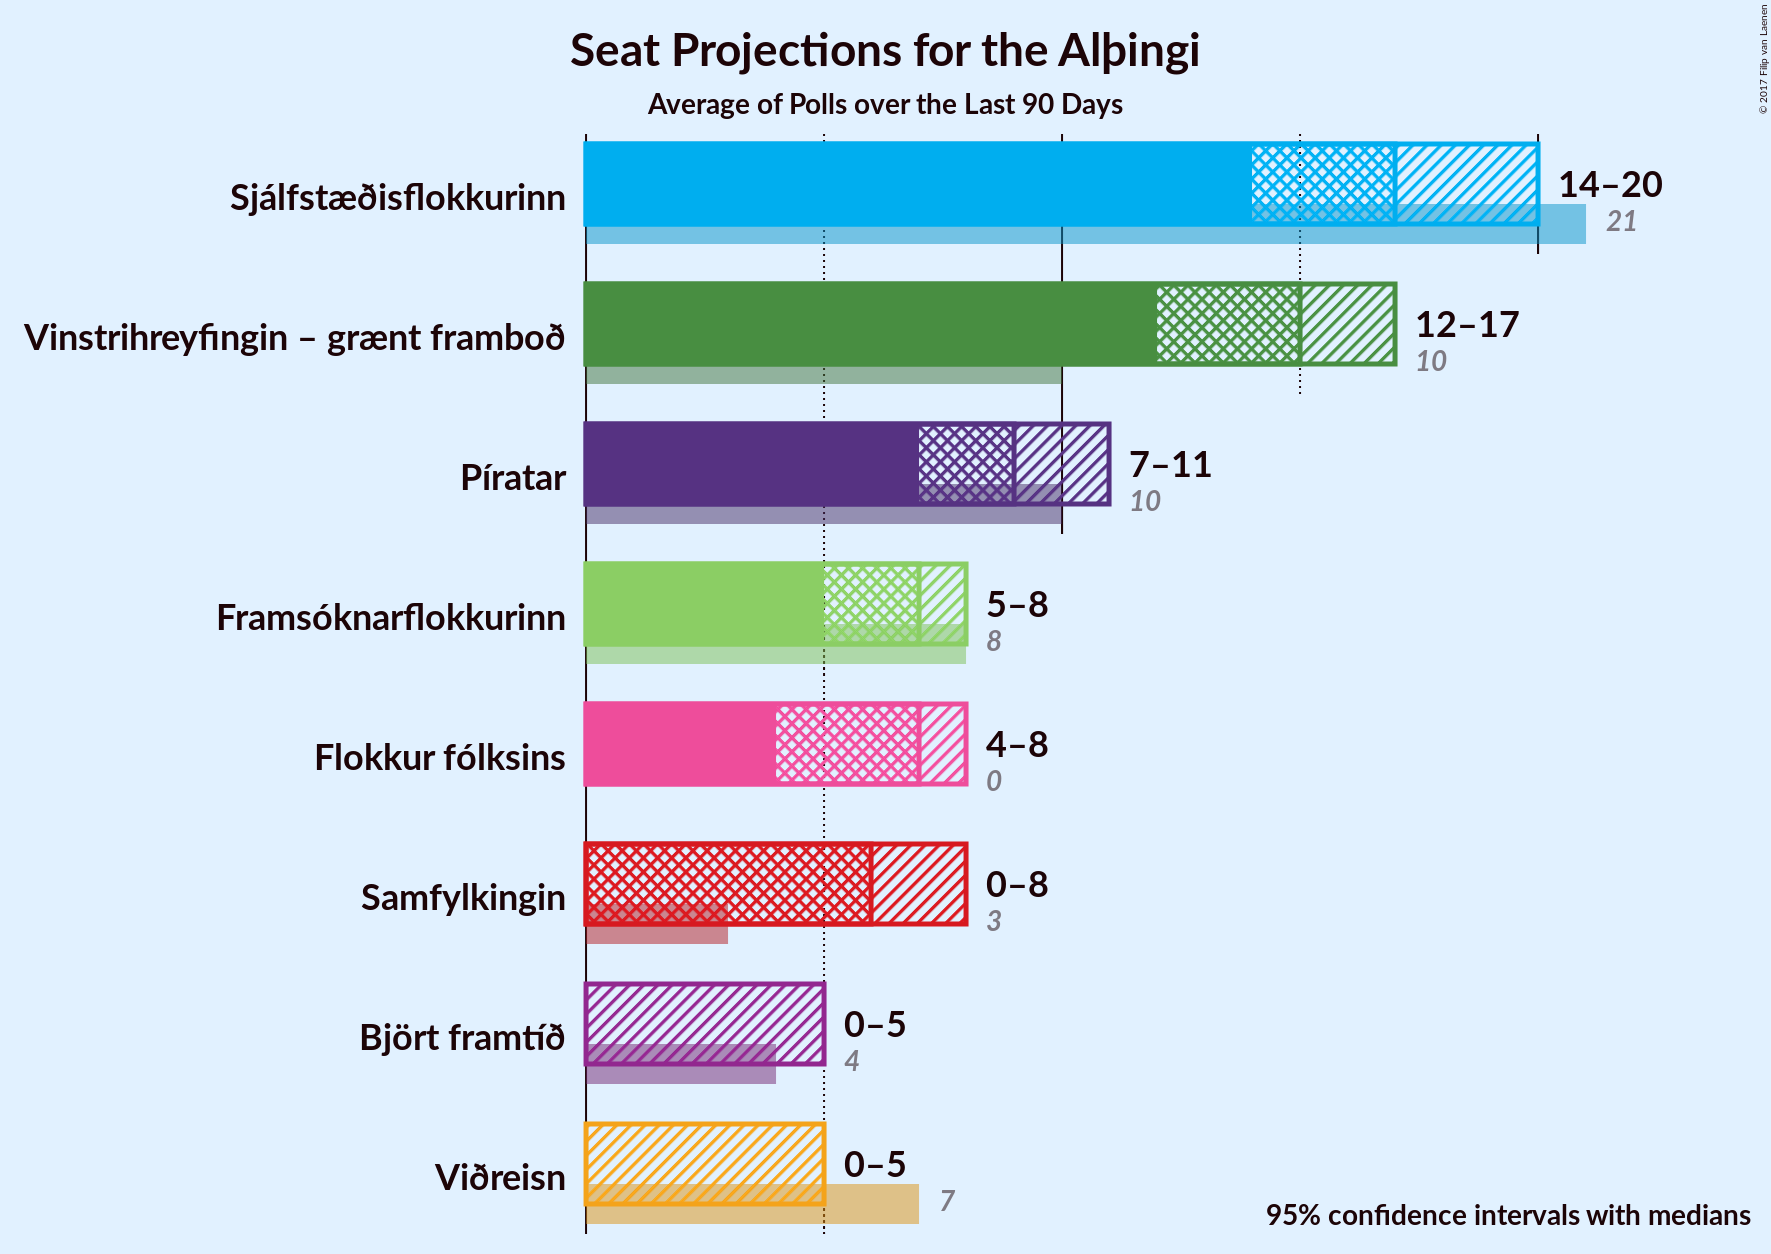 Seat Projections for the Alþingi
Average of Polls over the Last 90 Days
© 2017 Filip van Laenen
Sjálfstæðisflokkurinn
14–20
21
Vinstrihreyfingin – grænt framboð
12–17
10
Píratar
7–11
10
Framsóknarflokkurinn
5–8
8
Flokkur fólksins
4–8
0
Samfylkingin
0–8
3
Björt framtíð
0–5
4
Viðreisn
0–5
7
95% confidence intervals with medians